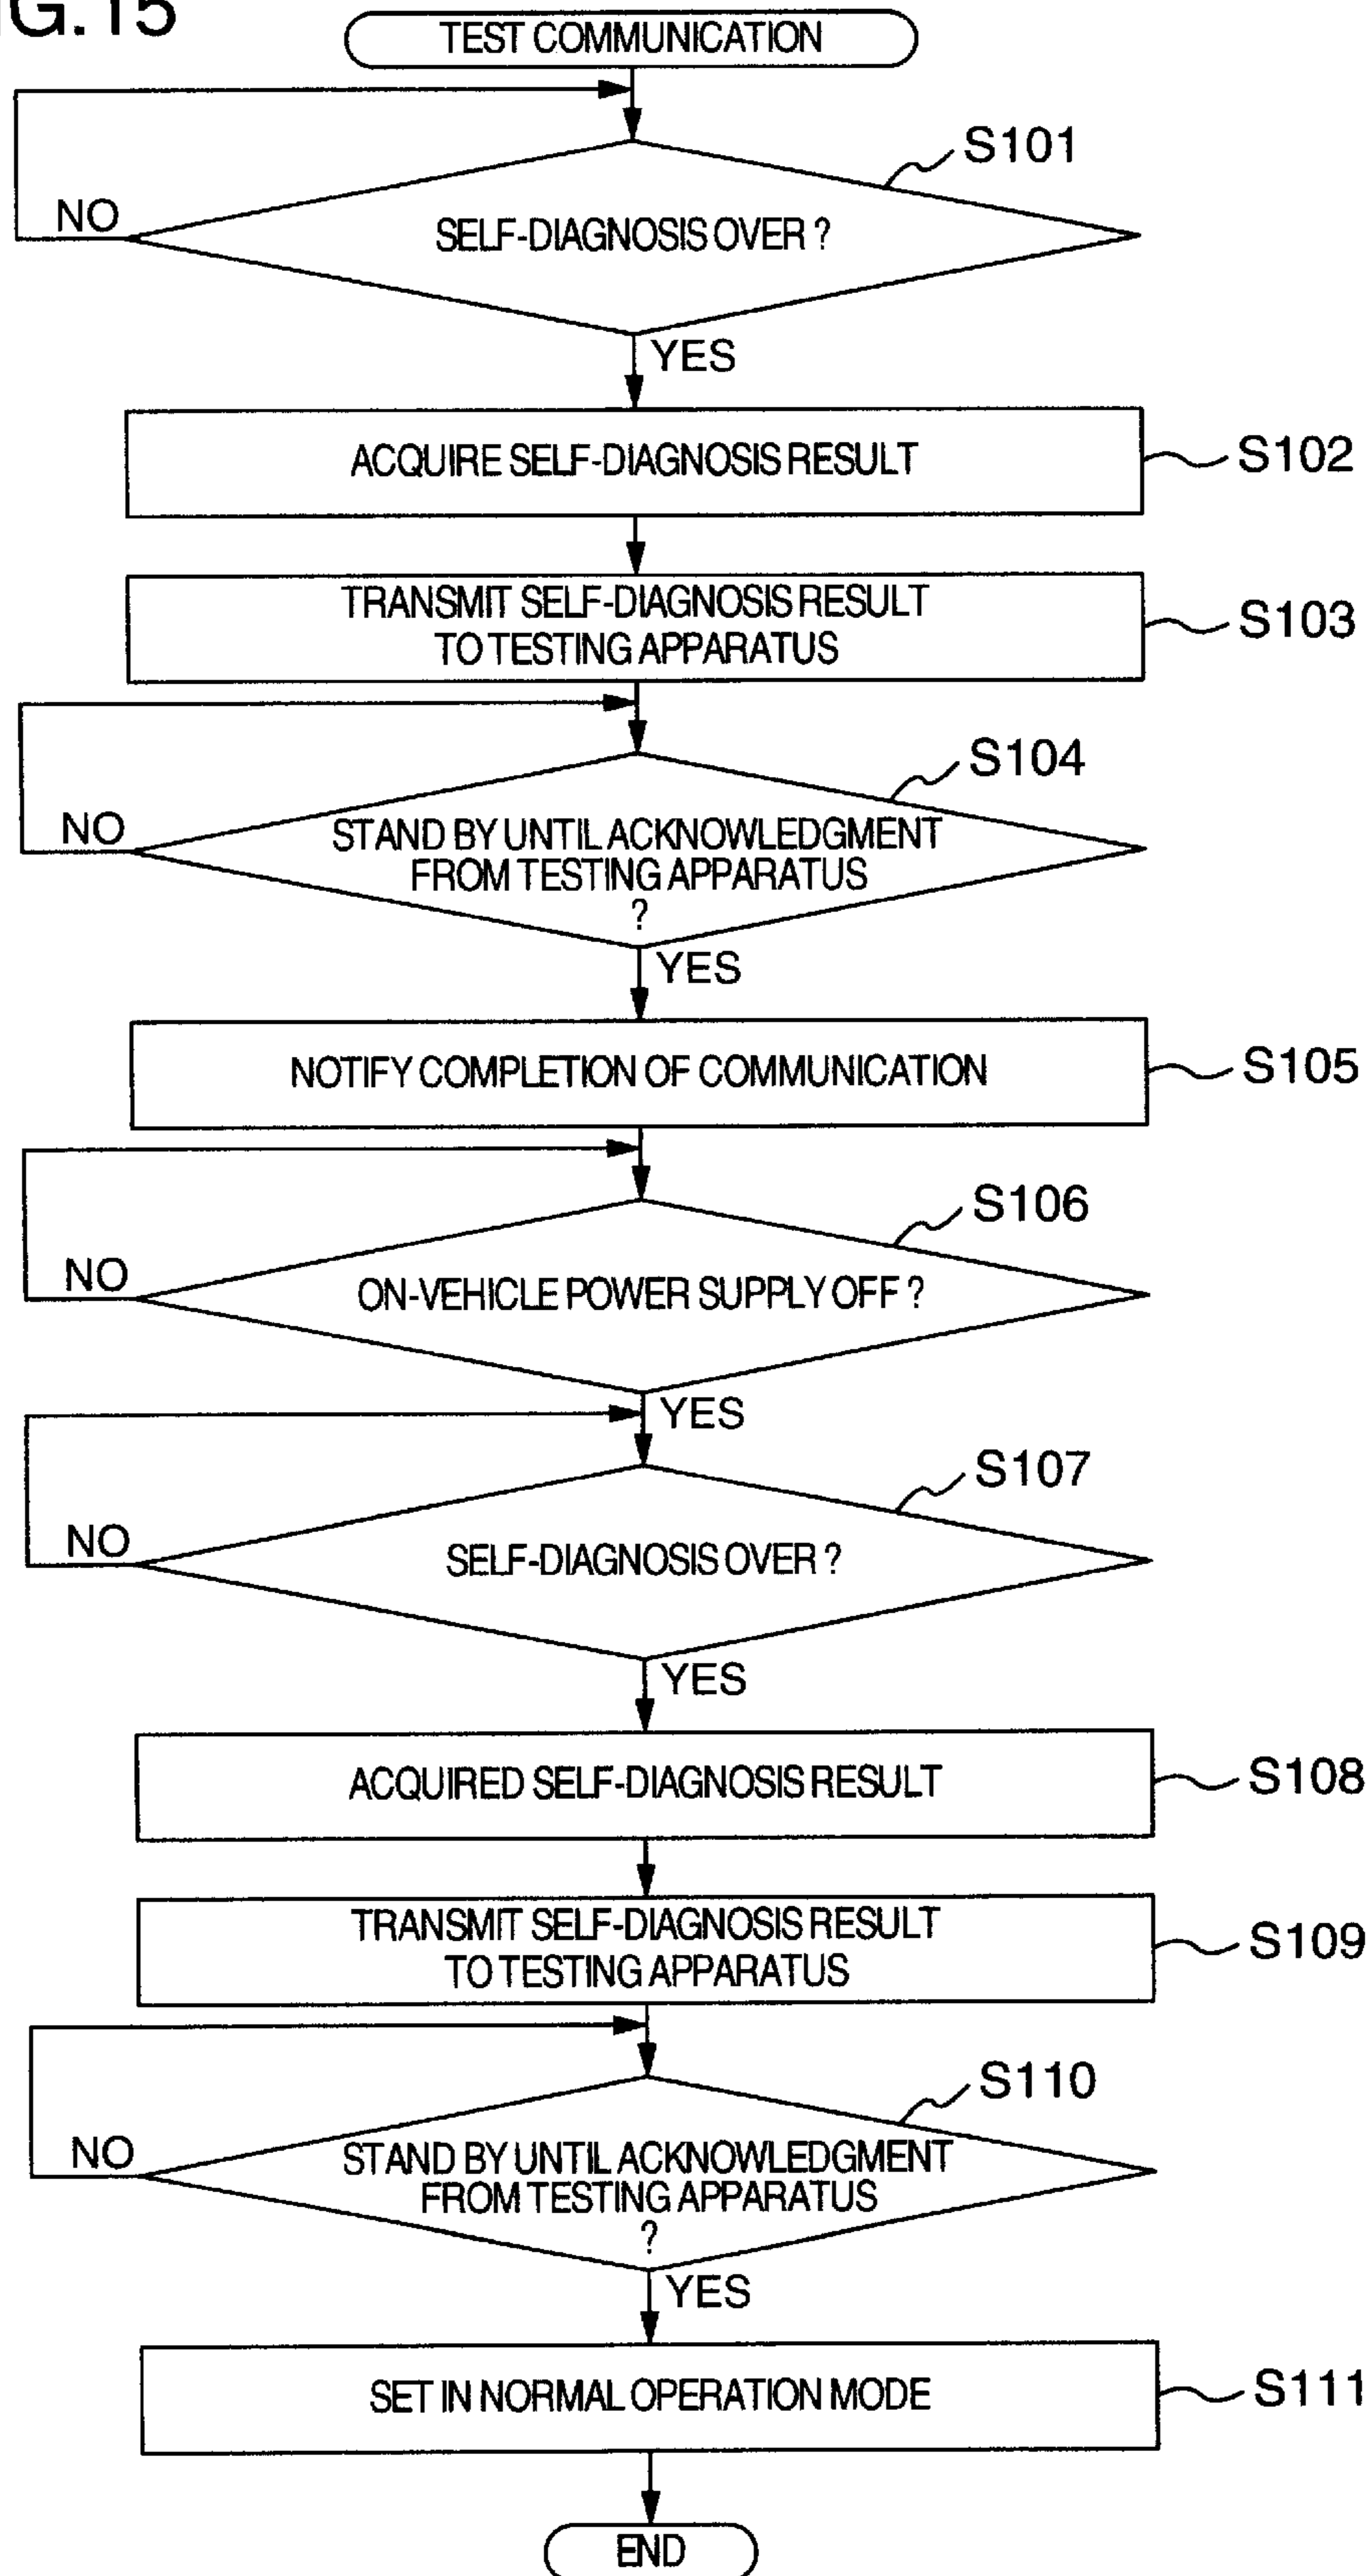 FIG.15
TEST COMMUNICATION
S101
NO
SELF-DIAGNOSIS OVER ?
YES
ACQUIRE SELF-DIAGNOSIS RESULT
S102
TRANSMIT SELF-DIAGNOSIS RESULT
TO TESTING APPARATUS
S103
S104
NO
STAND BY UNTIL ACKNOWLEDGMENT
FROM TESTING APPARATUS
?
YES
NOTIFY COMPLETION OF COMMUNICATION
S105
S106
NO
ON-VEHICLE POWER SUPPLY OFF ?
YES
S107
NO
SELF-DIAGNOSIS OVER ?
YES
ACQUIRED SELF-DIAGNOSIS RESULT
S108
TRANSMIT SELF-DIAGNOSIS RESULT
TO TESTING APPARATUS
S109
S110
NO
STAND BY UNTIL ACKNOWLEDGMENT
FROM TESTING APPARATUS
?
YES
SET IN NORMAL OPERATION MODE
S111
END